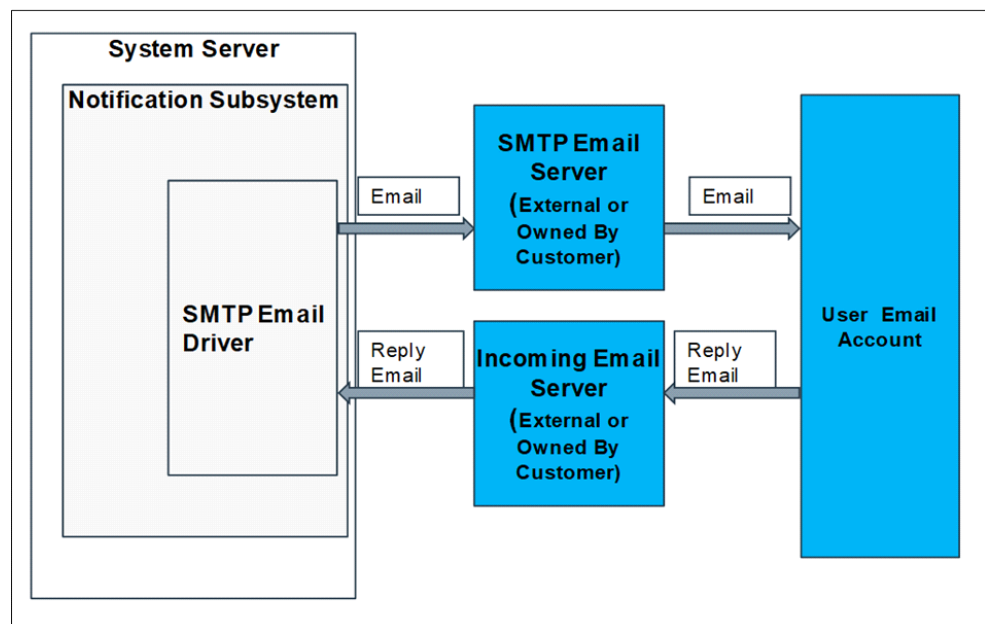 System Server
Notification Subsystem
SMTP Email
Driver
Email
SMTP Email
Server
(External or
Owned By
Customer)
Email
Reply
Email
Incoming Email
Server
(External or
Owned By
Customer)
Reply
Email
User Email
Account